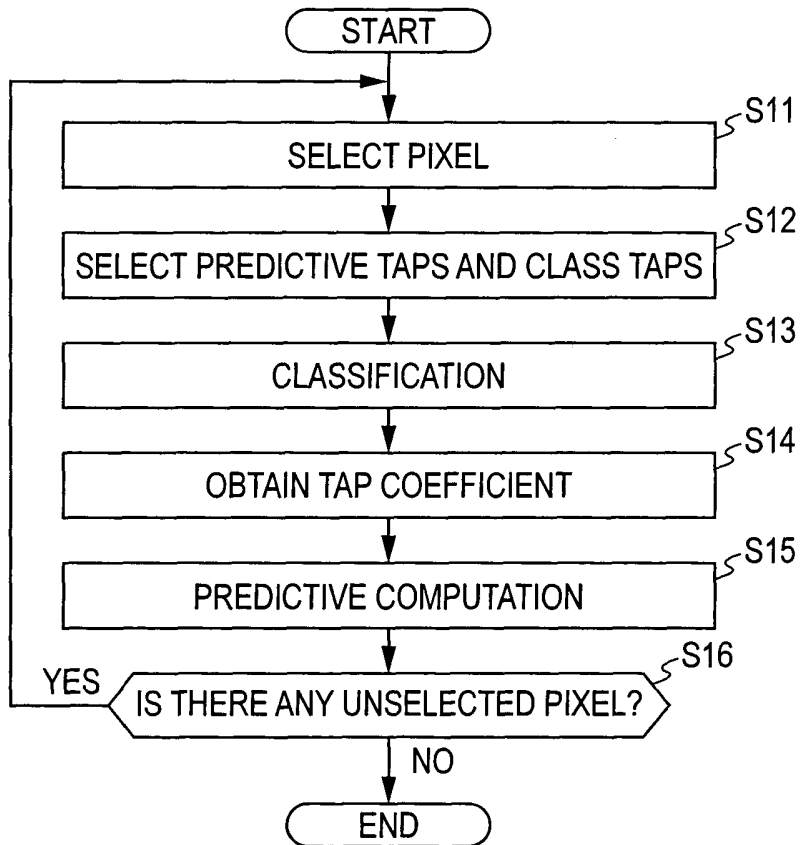 START
S11
SELECT PIXEL
S12
SELECT PREDICTIVE TAPS AND CLASS TAPS
S13
CLASSIFICATION
S14
OBTAIN TAP COEFFICIENT
S15
PREDICTIVE COMPUTATION
S16
YES
IS THERE ANY UNSELECTED PIXEL?
NO
END